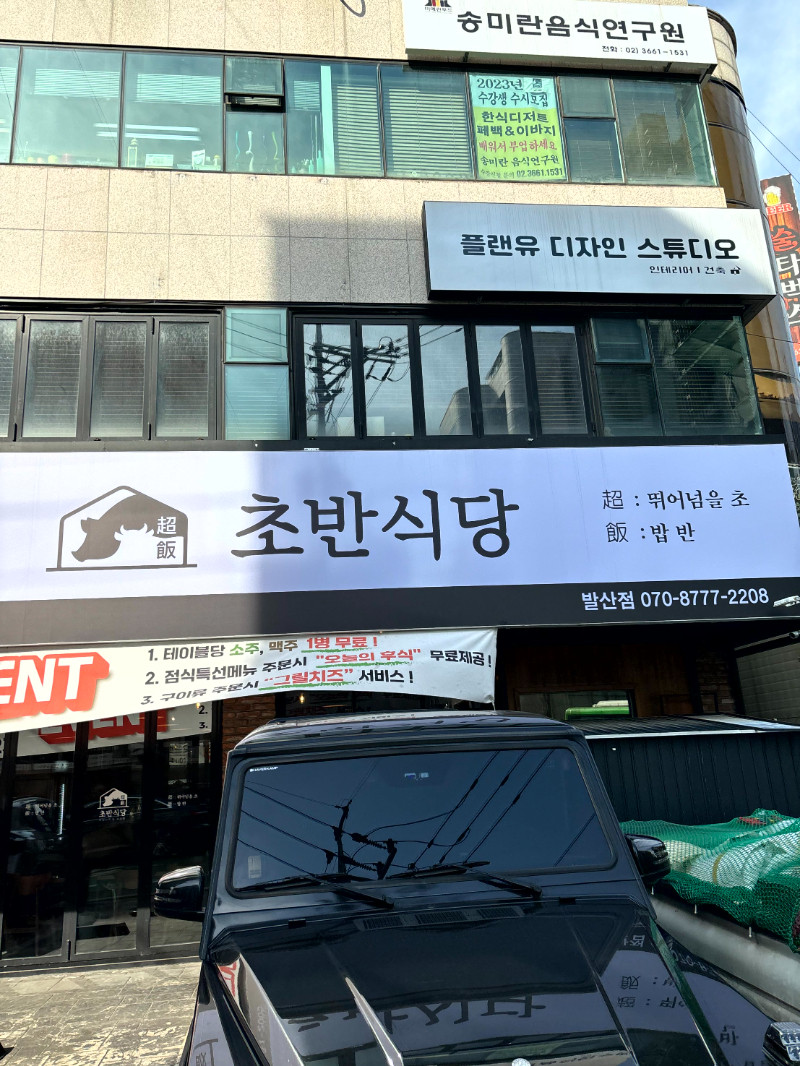 송미란음식연구원
전화 : 02) 3661-1531
2023년
수강생 수시모집
한식디저트
폐백&이바지
배워서 부업하세요
송미란 음식연구원
02.3661.1531
플랜유 디자인 스튜디오
인테리어 | 건축
술
타
超
飯
초반식당
超 : 뛰어넘을 초
飯 : 밥 반
발산점 070-8777-2208
ENT
1. 테이블당 소주, 맥주 1명 무료 !
2. 점식특선메뉴 주문시 "오늘의 후식" 무료제공 !
3. 구이류 주문시 "그릴치즈" 서비스 !
초반식당